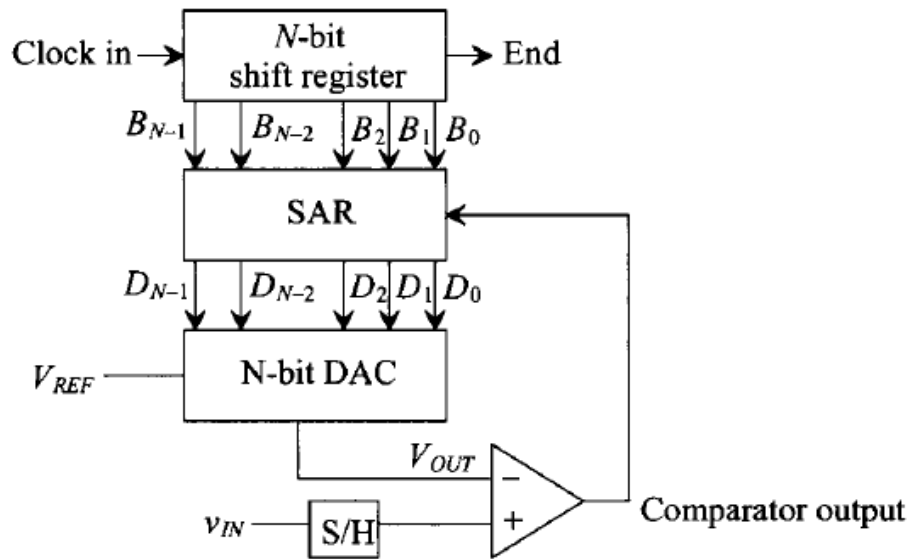 Clock in
N-bit
shift register
End
B_{N-1} B_{N-2} B_2 B_1 B_0
SAR
D_{N-1} D_{N-2} D_2 D_1 D_0
V_{REF}
N-bit DAC
V_{OUT}
−
+
v_{IN}
S/H
Comparator output